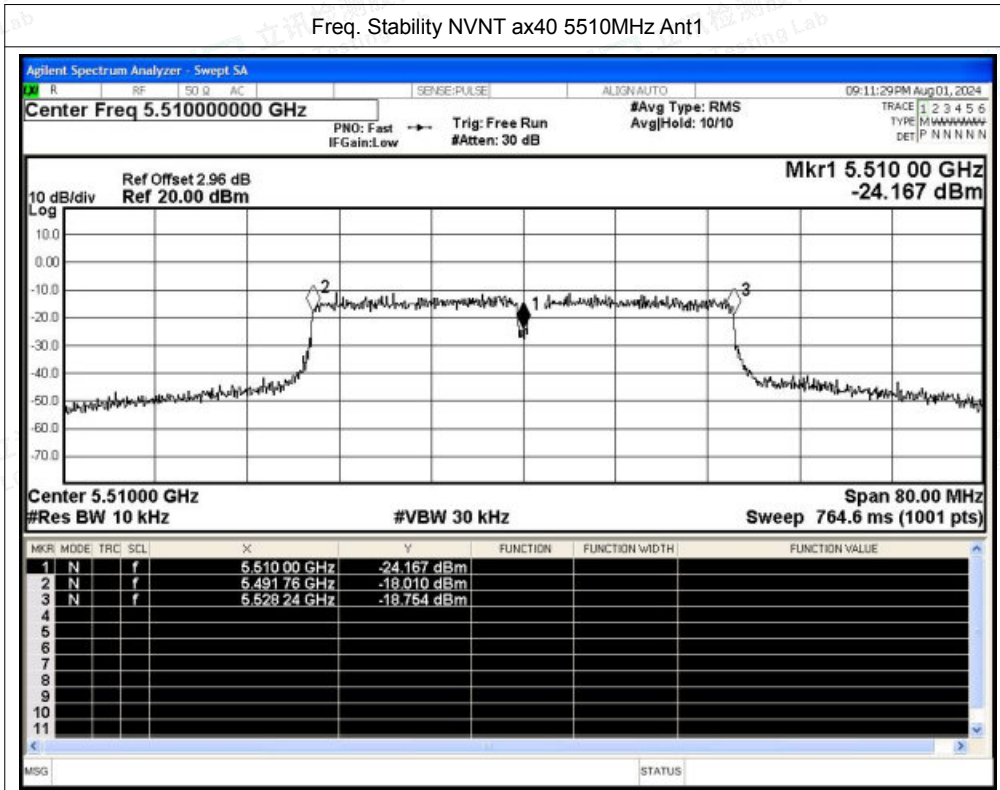 Freq. Stability NVNT ax40 5510MHz Ant1
Agilent Spectrum Analyzer - Swept SA
R RF 50 Ω AC SENSE:PULSE ALIGNAUTO 09:11:29 PM Aug 01, 2024
Center Freq 5.510000000 GHz #Avg Type: RMS TRACE 1 2 3 4 5 6
PNO: Fast Trig: Free Run Avg|Hold: 10/10 TYPE M
IFGain:Low #Atten: 30 dB DET P N N N N N
Mkr1 5.510 00 GHz
Ref Offset 2.96 dB
10 dB/div Ref 20.00 dBm -24.167 dBm
Log
10.0
0.00
-10.0
-20.0
-30.0
-40.0
-50.0
-60.0
-70.0
2 1 3
Center 5.51000 GHz Span 80.00 MHz
#Res BW 10 kHz #VBW 30 kHz Sweep 764.6 ms (1001 pts)
MKR MODE TRC SCL X Y FUNCTION FUNCTION WIDTH FUNCTION VALUE
1 N f 5.510 00 GHz -24.167 dBm
2 N f 5.491 76 GHz -18.010 dBm
3 N f 5.528 24 GHz -18.754 dBm
4
5
6
7
8
9
10
11
MSG STATUS